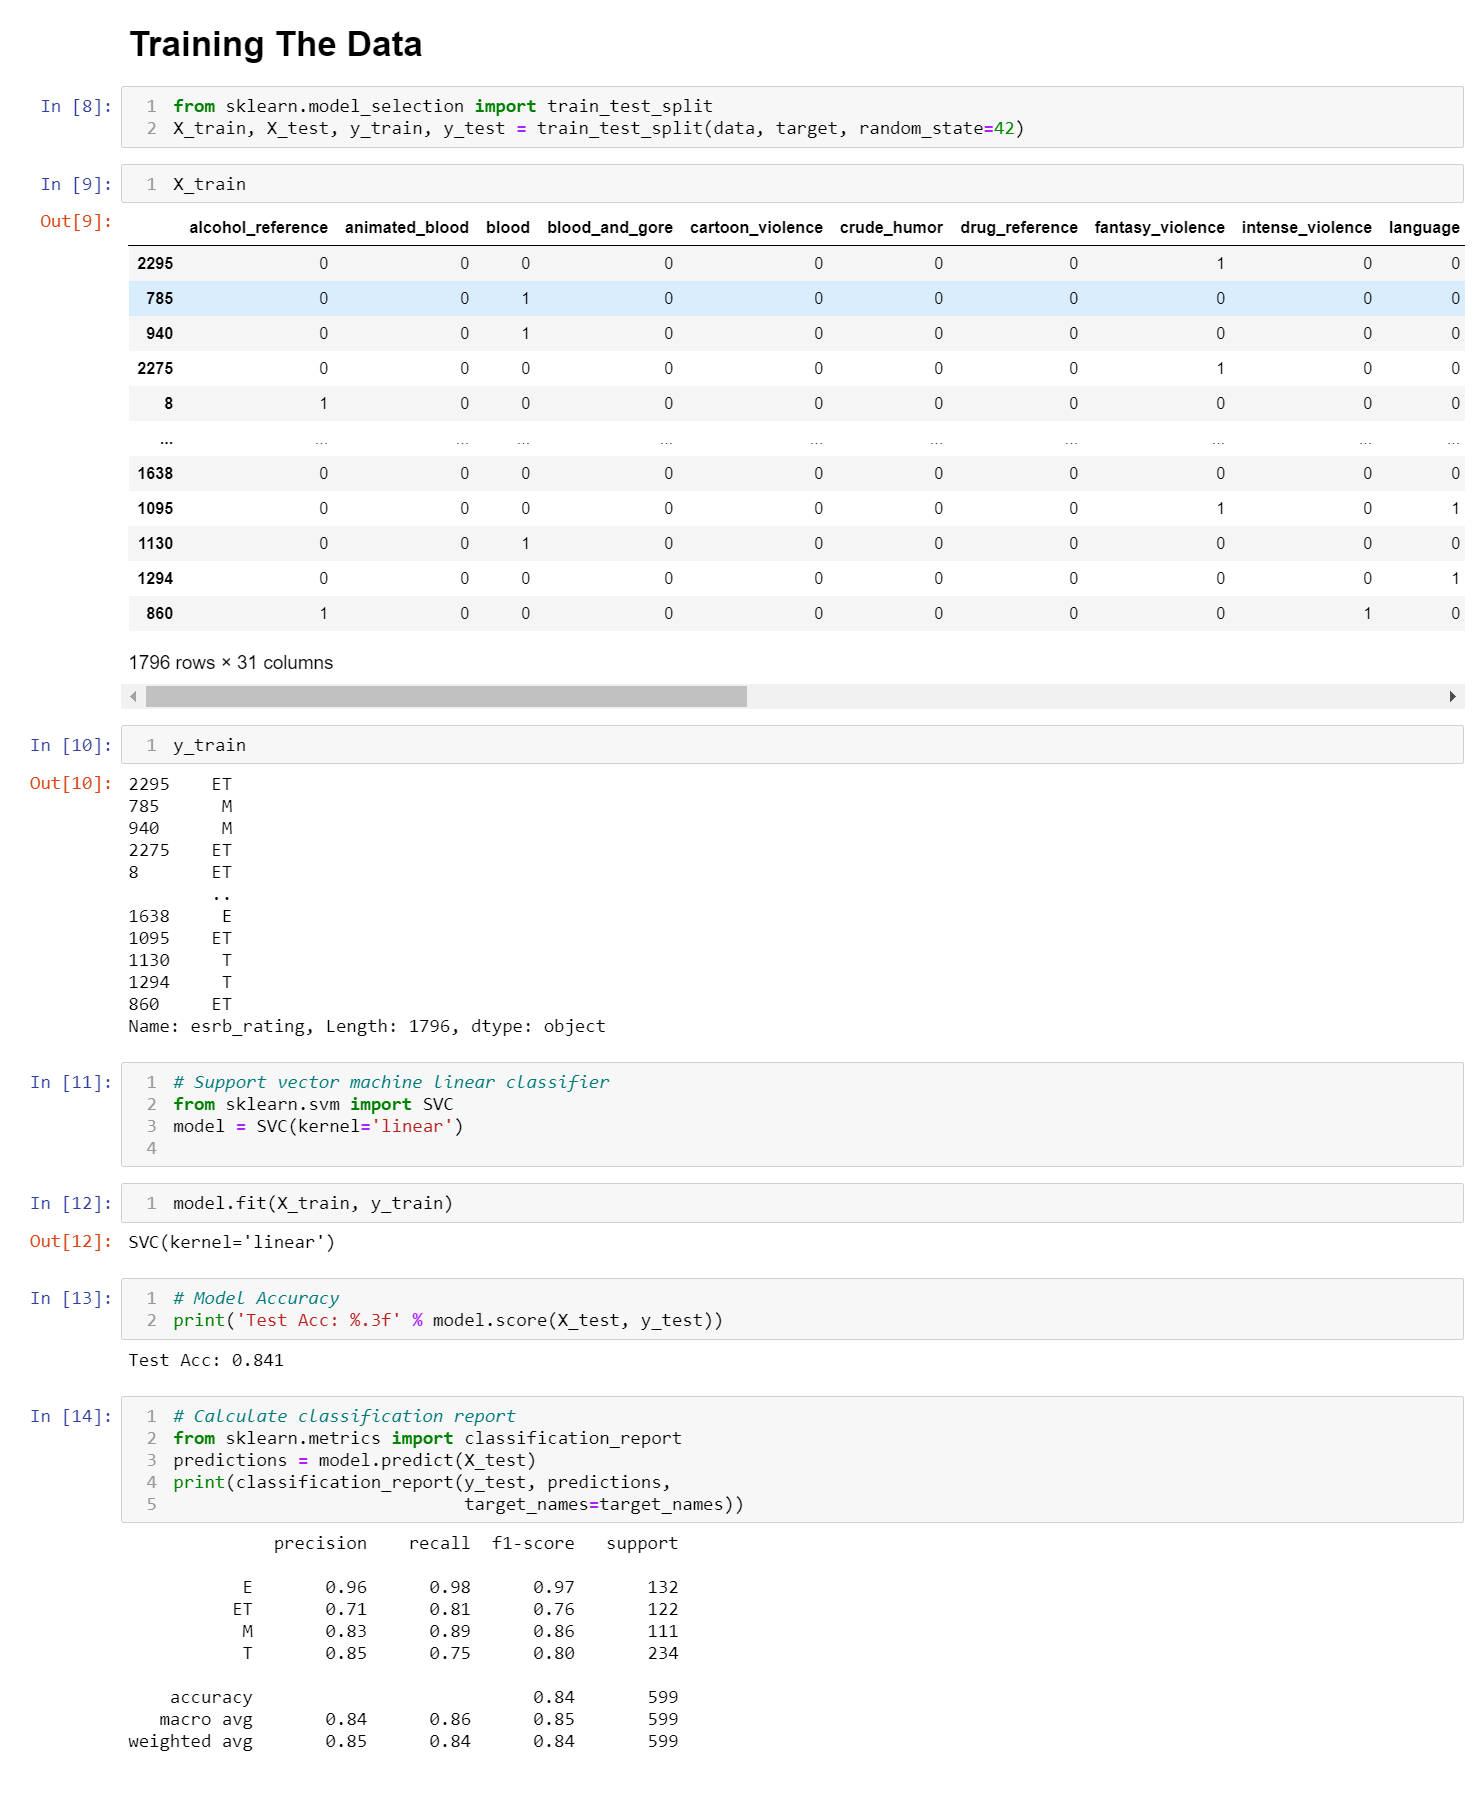 Training The Data
In [8]: 1 from sklearn.model_selection import train_test_split
2 X_train, X_test, y_train, y_test = train_test_split(data, target, random_state=42)
In [9]: 1 X_train
Out[9]: alcohol_reference animated_blood blood blood_and_gore cartoon_violence crude_humor drug_reference fantasy_violence intense_violence language
2295 0 0 0 0 0 0 0 1 0 0
785 0 0 1 0 0 0 0 0 0 0
940 0 0 1 0 0 0 0 0 0 0
2275 0 0 0 0 0 0 0 1 0 0
8 1 0 0 0 0 0 0 0 0 0
... ... ... ... ... ... ... ... ... ... ...
1638 0 0 0 0 0 0 0 0 0 0
1095 0 0 0 0 0 0 0 1 0 1
1130 0 0 1 0 0 0 0 0 0 0
1294 0 0 0 0 0 0 0 0 0 1
860 1 0 0 0 0 0 0 0 1 0
1796 rows × 31 columns
In [10]: 1 y_train
Out[10]: 2295 ET
785 M
940 M
2275 ET
8 ET
..
1638 E
1095 ET
1130 T
1294 T
860 ET
Name: esrb_rating, Length: 1796, dtype: object
In [11]: 1 # Support vector machine linear classifier
2 from sklearn.svm import SVC
3 model = SVC(kernel='linear')
4
In [12]: 1 model.fit(X_train, y_train)
Out[12]: SVC(kernel='linear')
In [13]: 1 # Model Accuracy
2 print('Test Acc: %.3f' % model.score(X_test, y_test))
Test Acc: 0.841
In [14]: 1 # Calculate classification report
2 from sklearn.metrics import classification_report
3 predictions = model.predict(X_test)
4 print(classification_report(y_test, predictions,
5 target_names=target_names))
precision recall f1-score support
E 0.96 0.98 0.97 132
ET 0.71 0.81 0.76 122
M 0.83 0.89 0.86 111
T 0.85 0.75 0.80 234
accuracy 0.84 599
macro avg 0.84 0.86 0.85 599
weighted avg 0.85 0.84 0.84 599